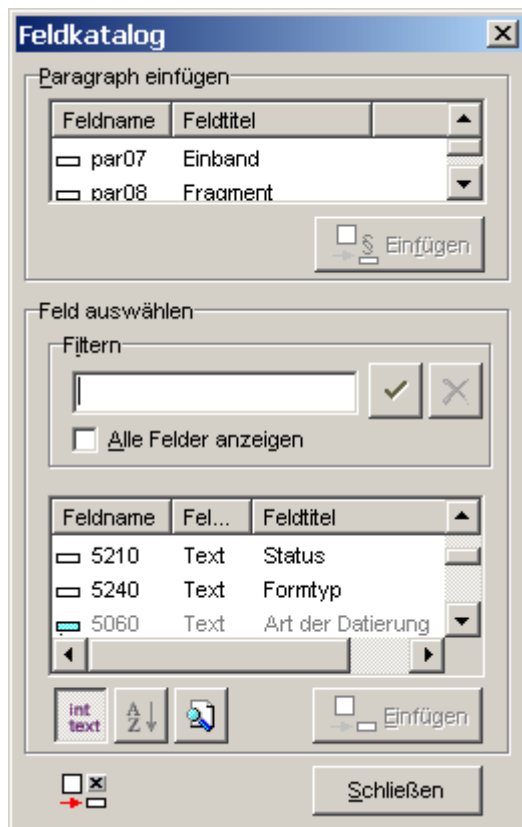 Feldkatalog
Paragraph einfügen
Feldname Feldtitel
par07 Einband
par08 Fragment
§ Einfügen
Feld auswählen
Filtern
Alle Felder anzeigen
Feldname Fel... Feldtitel
5210 Text Status
5240 Text Formtyp
5060 Text Art der Datierung
int
text
A
Z
Einfügen
Schließen